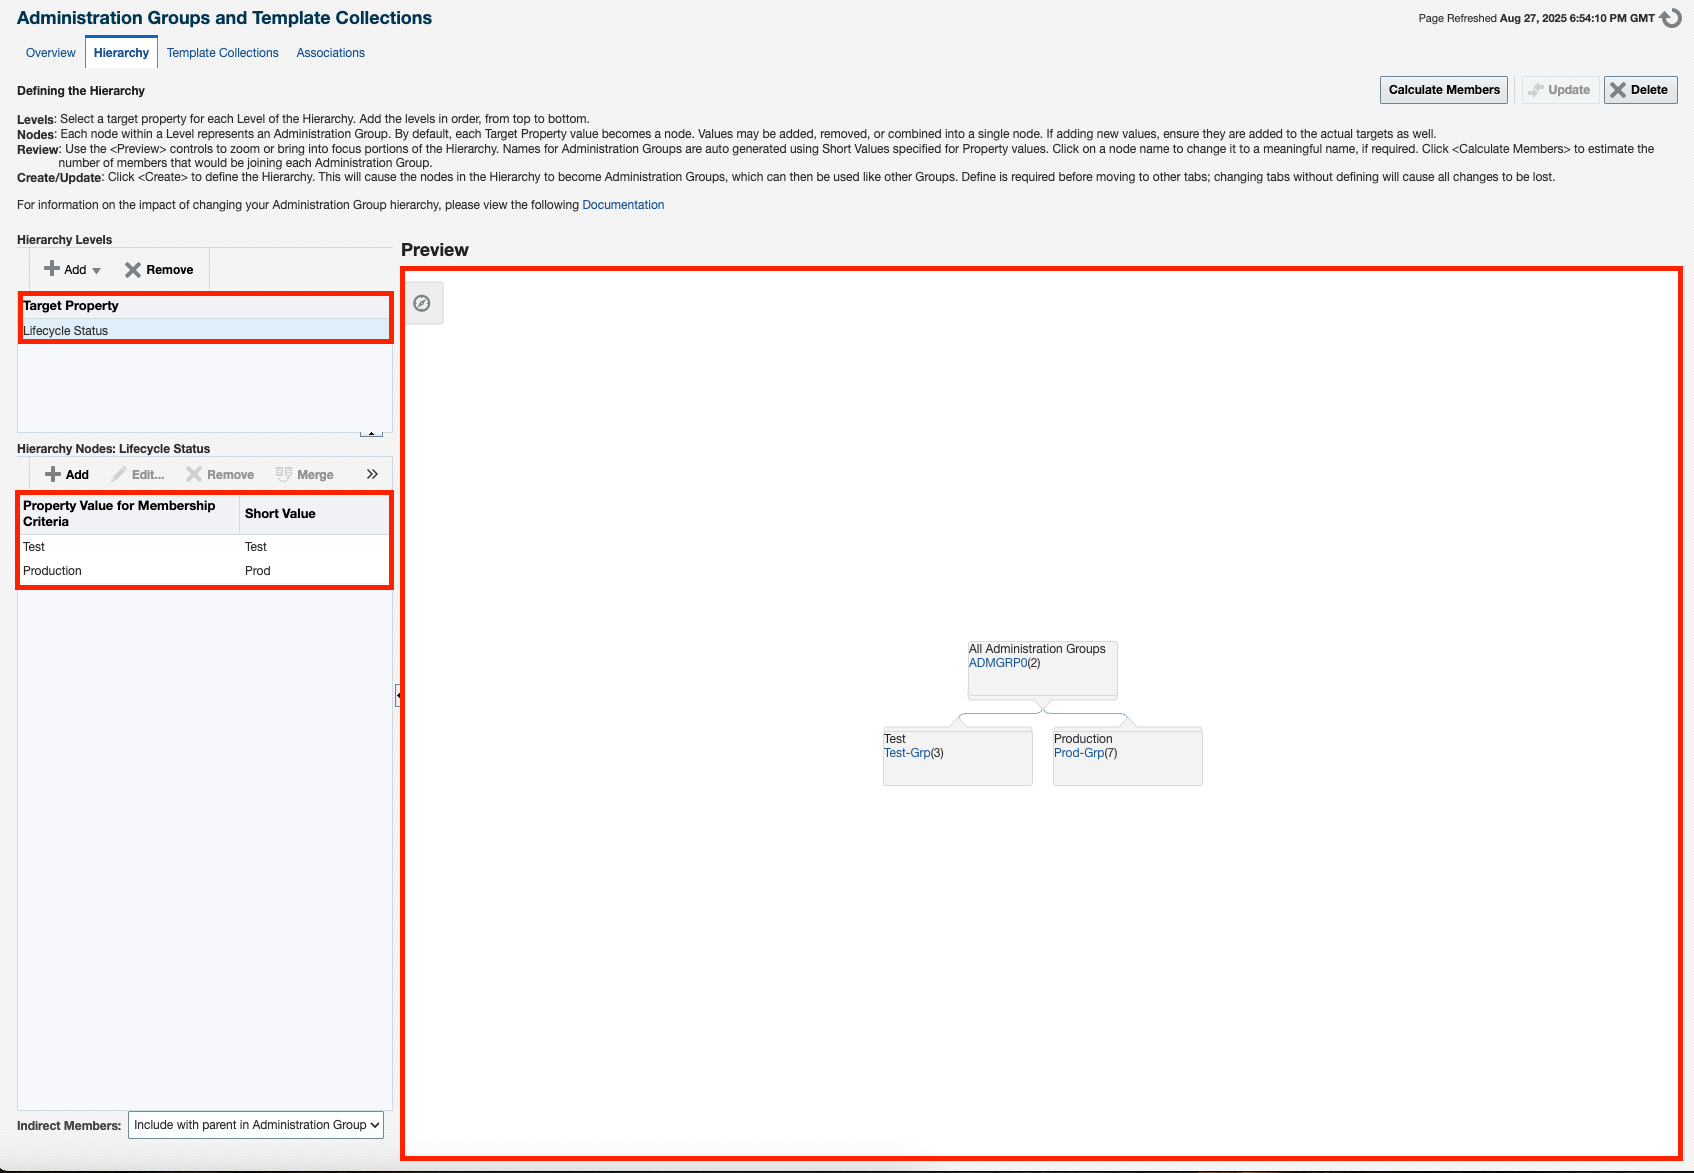 Administration Groups and Template Collections
Page Refreshed Aug 27, 2025 6:54:10 PM GMT
Overview Hierarchy Template Collections Associations
Defining the Hierarchy
Calculate Members Update Delete
Levels: Select a target property for each Level of the Hierarchy. Add the levels in order, from top to bottom.
Nodes: Each node within a Level represents an Administration Group. By default, each Target Property value becomes a node. Values may be added, removed, or combined into a single node. If adding new values, ensure they are added to the actual targets as well.
Review: Use the <Preview> controls to zoom or bring into focus portions of the Hierarchy. Names for Administration Groups are auto generated using Short Values specified for Property values. Click on a node name to change it to a meaningful name, if required. Click <Calculate Members> to estimate the
number of members that would be joining each Administration Group.
Create/Update: Click <Create> to define the Hierarchy. This will cause the nodes in the Hierarchy to become Administration Groups, which can then be used like other Groups. Define is required before moving to other tabs; changing tabs without defining will cause all changes to be lost.
For information on the impact of changing your Administration Group hierarchy, please view the following Documentation
Hierarchy Levels
Add Remove
Target Property
Lifecycle Status
Hierarchy Nodes: Lifecycle Status
Add Edit... Remove Merge »
Property Value for Membership
Criteria
Short Value
Test Test
Production Prod
Indirect Members: Include with parent in Administration Group
Preview
All Administration Groups
ADMGRP0(2)
Test
Test-Grp(3)
Production
Prod-Grp(7)